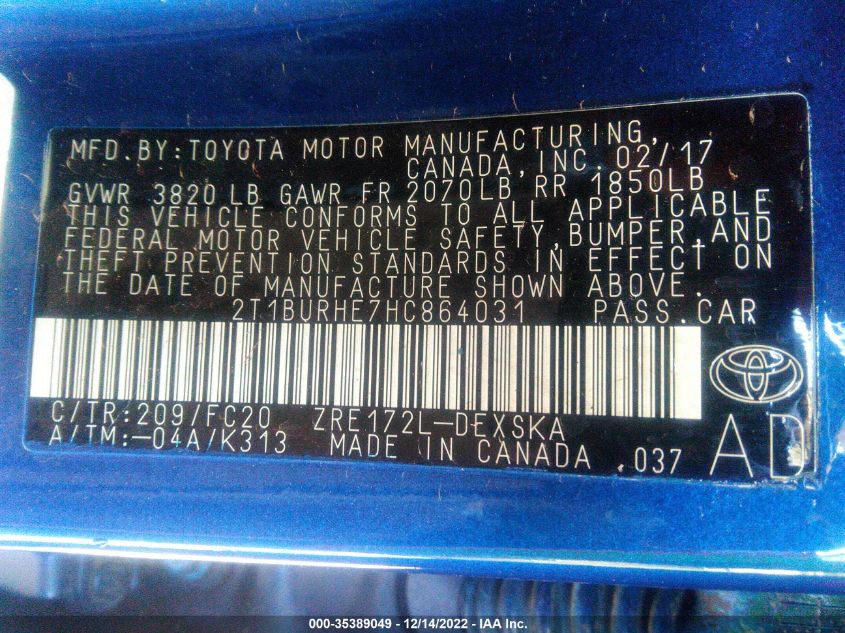 MFD.BY:TOYOTA MOTOR MANUFACTURING,
CANADA,INC. 02/17
GVWR 3820 LB GAWR FR 2070LB RR 1850LB
THIS VEHICLE CONFORMS TO ALL APPLICABLE
FEDERAL MOTOR VEHICLE SAFETY,BUMPER,AND
THEFT PREVENTION STANDARDS IN EFFECT ON
THE DATE OF MANUFACTURE SHOWN ABOVE.
2T1BURHE7HC864031 PASS.CAR
C/TR:209/FC20 ZRE172L-DEXSKA
A/TM:-04A/K313 MADE IN CANADA .037
AD
000-35389049 - 12/14/2022 - IAA Inc.